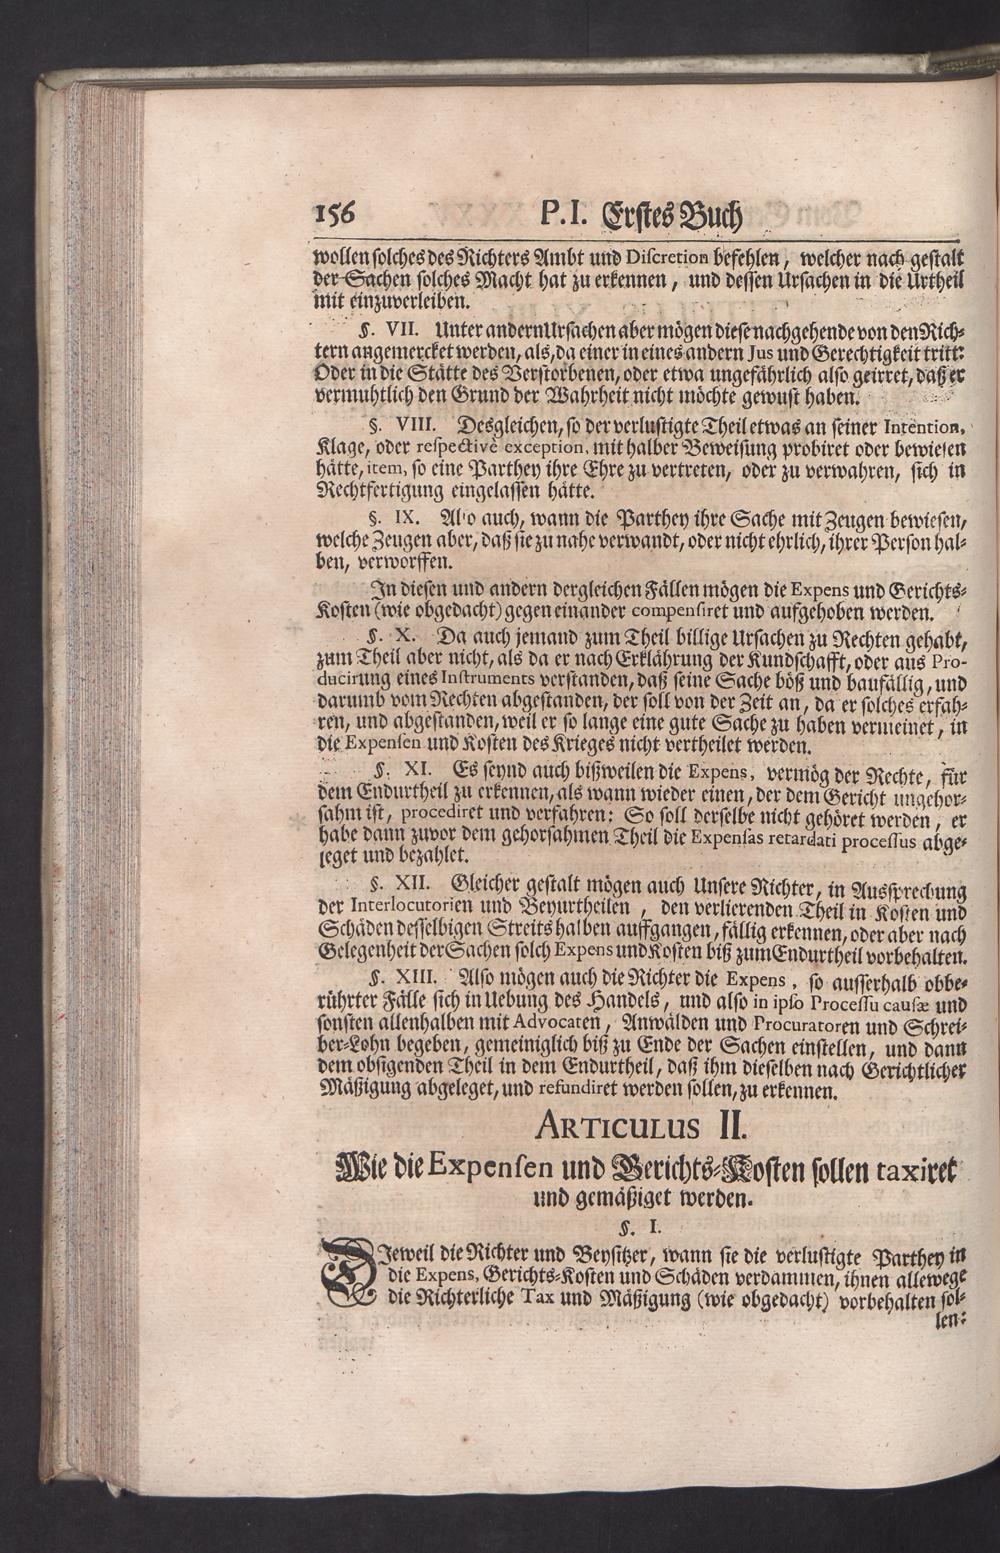 156 P. I. Erstes Buch
wollen solches des Richters Ambt und Discretion befehlen, welcher nach gestalt
der Sachen solches Macht hat zu erkennen, und dessen Ursachen in die Urtheil
mit einzuverleiben.
§. VII. Unter andern Ursachen aber mögen diese nachgehende von den Rich-
tern angemercket werden, als, da einer in eines andern Jus und Gerechtigkeit tritt:
Oder in die Stätte des Verstorbenen, oder etwa ungefährlich also geirret, daß er
vermuhtlich den Grund der Wahrheit nicht möchte gewust haben.
§. VIII. Desgleichen, so der verlustigte Theil etwas an seiner Intention,
Klage, oder respectivè exception, mit halber Beweisung probiret oder bewiesen
hätte, item, so eine Parthey ihre Ehre zu vertreten, oder zu verwahren, sich in
Rechtfertigung eingelassen hätte.
§. IX. Also auch, wann die Parthey ihre Sache mit Zeugen bewiesen,
welche Zeugen aber, daß sie zu nahe verwandt, oder nicht ehrlich, ihrer Person hal-
ben, verworffen.
In diesen und andern dergleichen Fällen mögen die Expens und Gerichts-
Kosten (wie obgedacht) gegen einander compensiret und aufgehoben werden.
§. X. Da auch jemand zum Theil billige Ursachen zu Rechten gehabt,
zum Theil aber nicht, als da er nach Erklährung der Kundschafft, oder aus Pro-
ducirung eines Instruments verstanden, daß seine Sache böß und baufällig, und
darumb vom Rechten abgestanden, der soll von der Zeit an, da er solches erfah-
ren, und abgestanden, weil er so lange eine gute Sache zu haben vermeinet, in
die Expensen und Kosten des Krieges nicht vertheilet werden.
§. XI. Es seynd auch bißweilen die Expens, vermög der Rechte, für
dem Endurtheil zu erkennen, als wann wieder einen, der dem Gericht ungehor-
sahm ist, procediret und verfahren: So soll derselbe nicht gehöret werden, er
habe dann zuvor dem gehorsahmen Theil die Expensas retardati processus abge-
leget und bezahlet.
§. XII. Gleicher gestalt mögen auch Unsere Richter, in Aussprechung
der Interlocutorien und Beyurtheilen, den verlierenden Theil in Kosten und
Schäden desselbigen Streits halben auffgangen, fällig erkennen, oder aber nach
Gelegenheit der Sachen solch Expens und Kosten biß zum Endurtheil vorbehalten.
§. XIII. Also mögen auch die Richter die Expens, so ausserhalb obbe-
rührter Fälle sich in Uebung des Handels, und also in ipso Processu causæ und
sonsten allenhalben mit Advocaten, Anwälden und Procuratoren und Schrei-
ber-Lohn begeben, gemeiniglich biß zu Ende der Sachen einstellen, und dann
dem obsigenden Theil in dem Endurtheil, daß ihm dieselben nach Gerichtlicher
Mäßigung abgeleget, und refundiret werden sollen, zu erkennen.
ARTICULUS II.
Wie die Expensen und Gerichts-Kosten sollen taxiret
und gemäßiget werden.
§. I.
DIeweil die Richter und Beysitzer, wann sie die verlustigte Parthey in
die Expens, Gerichts-Kosten und Schäden verdammen, ihnen allewege
die Richterliche Tax und Mäßigung (wie obgedacht) vorbehalten sol-
len: